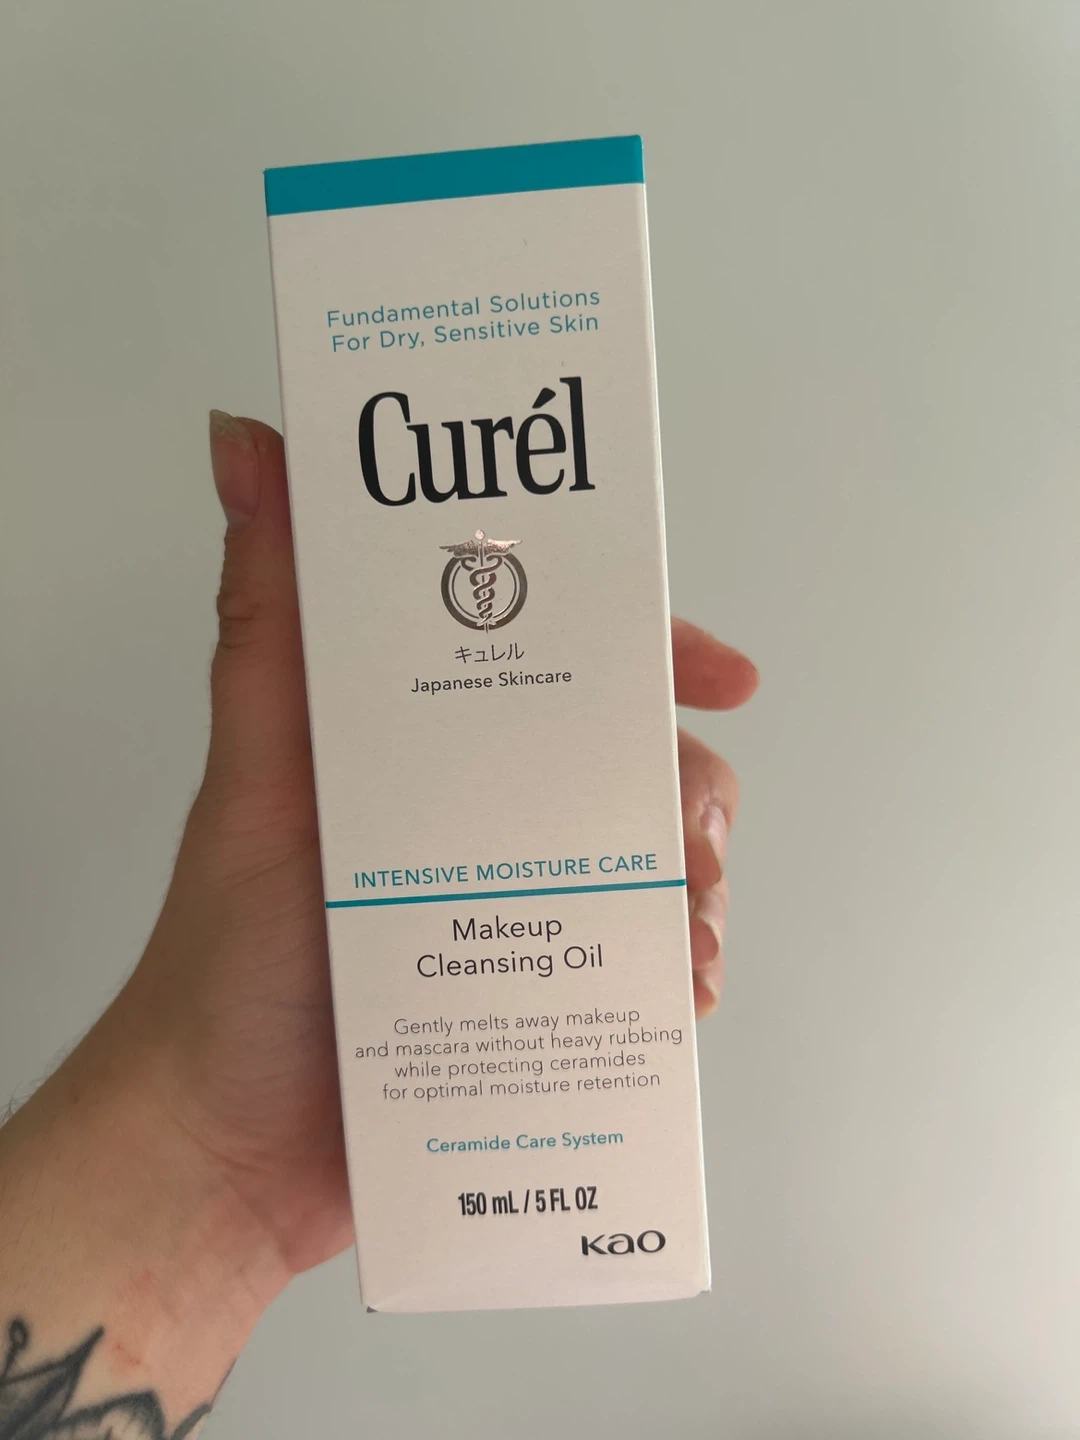 Fundamental Solutions
For Dry, Sensitive Skin
Curél
キュレル
Japanese Skincare
INTENSIVE MOISTURE CARE
Makeup
Cleansing Oil
Gently melts away makeup
and mascara without heavy rubbing
while protecting ceramides
for optimal moisture retention
Ceramide Care System
150 mL / 5 FL OZ
Kao